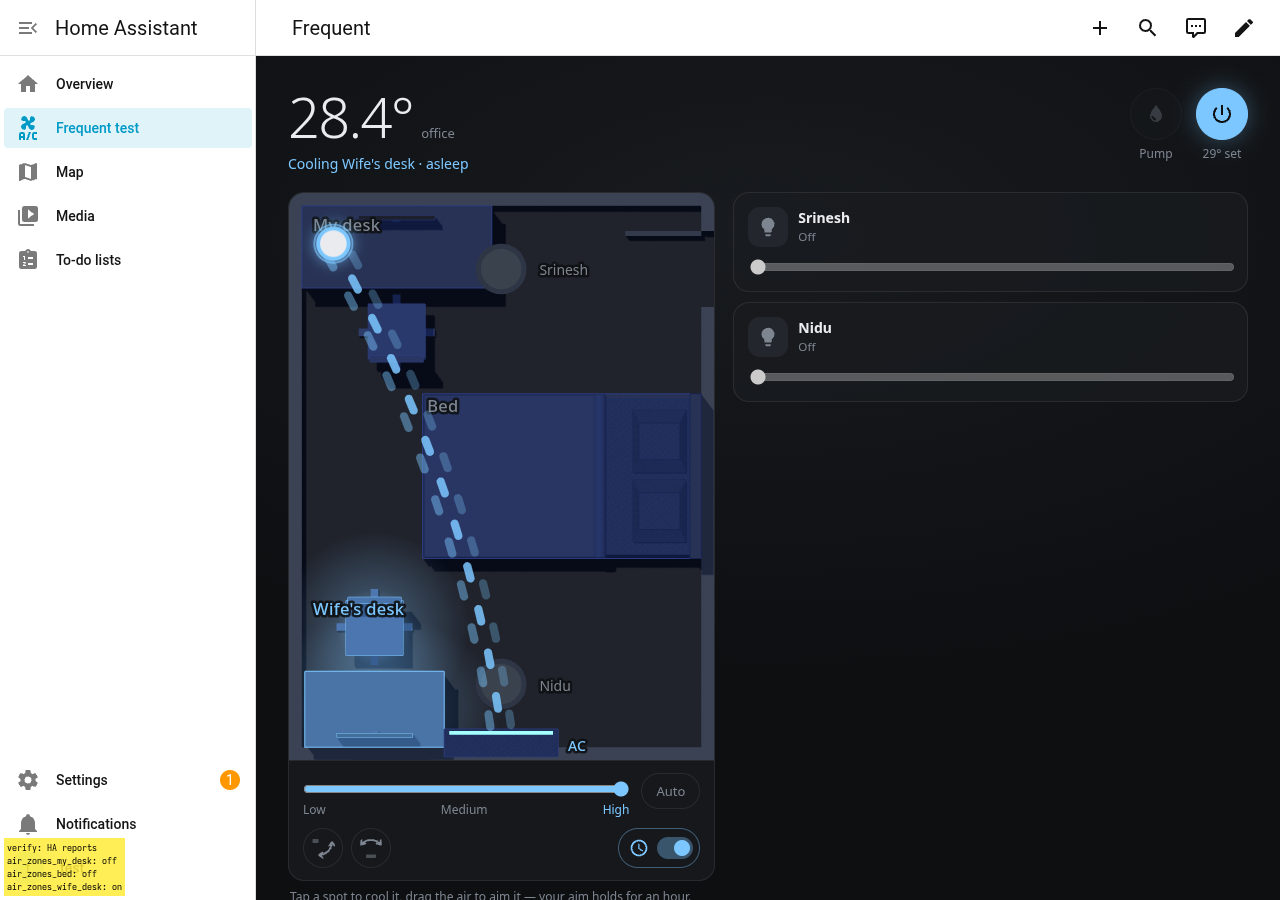 Home Assistant
Frequent
Overview
Frequent test
A/C
Map
Media
To-do lists
Settings
1
Notifications
verify: HA reports
air_zones_my_desk: off
air_zones_bed: off
air_zones_wife_desk: on
28.4°
office
Cooling Wife's desk · asleep
Pump
29° set
My desk
Srinesh
Bed
Wife's desk
Nidu
AC
Low
Medium
High
Auto
Tap a spot to cool it, drag the air to aim it — your aim holds for an hour.
Srinesh
Off
Nidu
Off